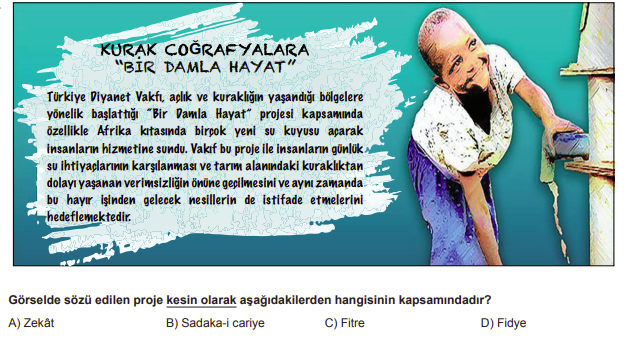 KURAK COĞRAFYALARA
“BİR DAMLA HAYAT”
Türkiye Diyanet Vakfı, açlık ve kuraklığın yaşandığı bölgelere
yönelik başlattığı “Bir Damla Hayat” projesi kapsamında
özellikle Afrika kıtasında birçok yeni su kuyusu açarak
insanların hizmetine sundu. Vakıf bu proje ile insanların günlük
su ihtiyaçlarının karşılanması ve tarım alanındaki kuraklıktan
dolayı yaşanan verimsizliğin önüne geçilmesini ve aynı zamanda
bu hayır işinden gelecek nesillerin de istifade etmelerini
hedeflemektedir.
Görselde sözü edilen proje kesin olarak aşağıdakilerden hangisinin kapsamındadır?
A) Zekât B) Sadaka-i cariye C) Fitre D) Fidye